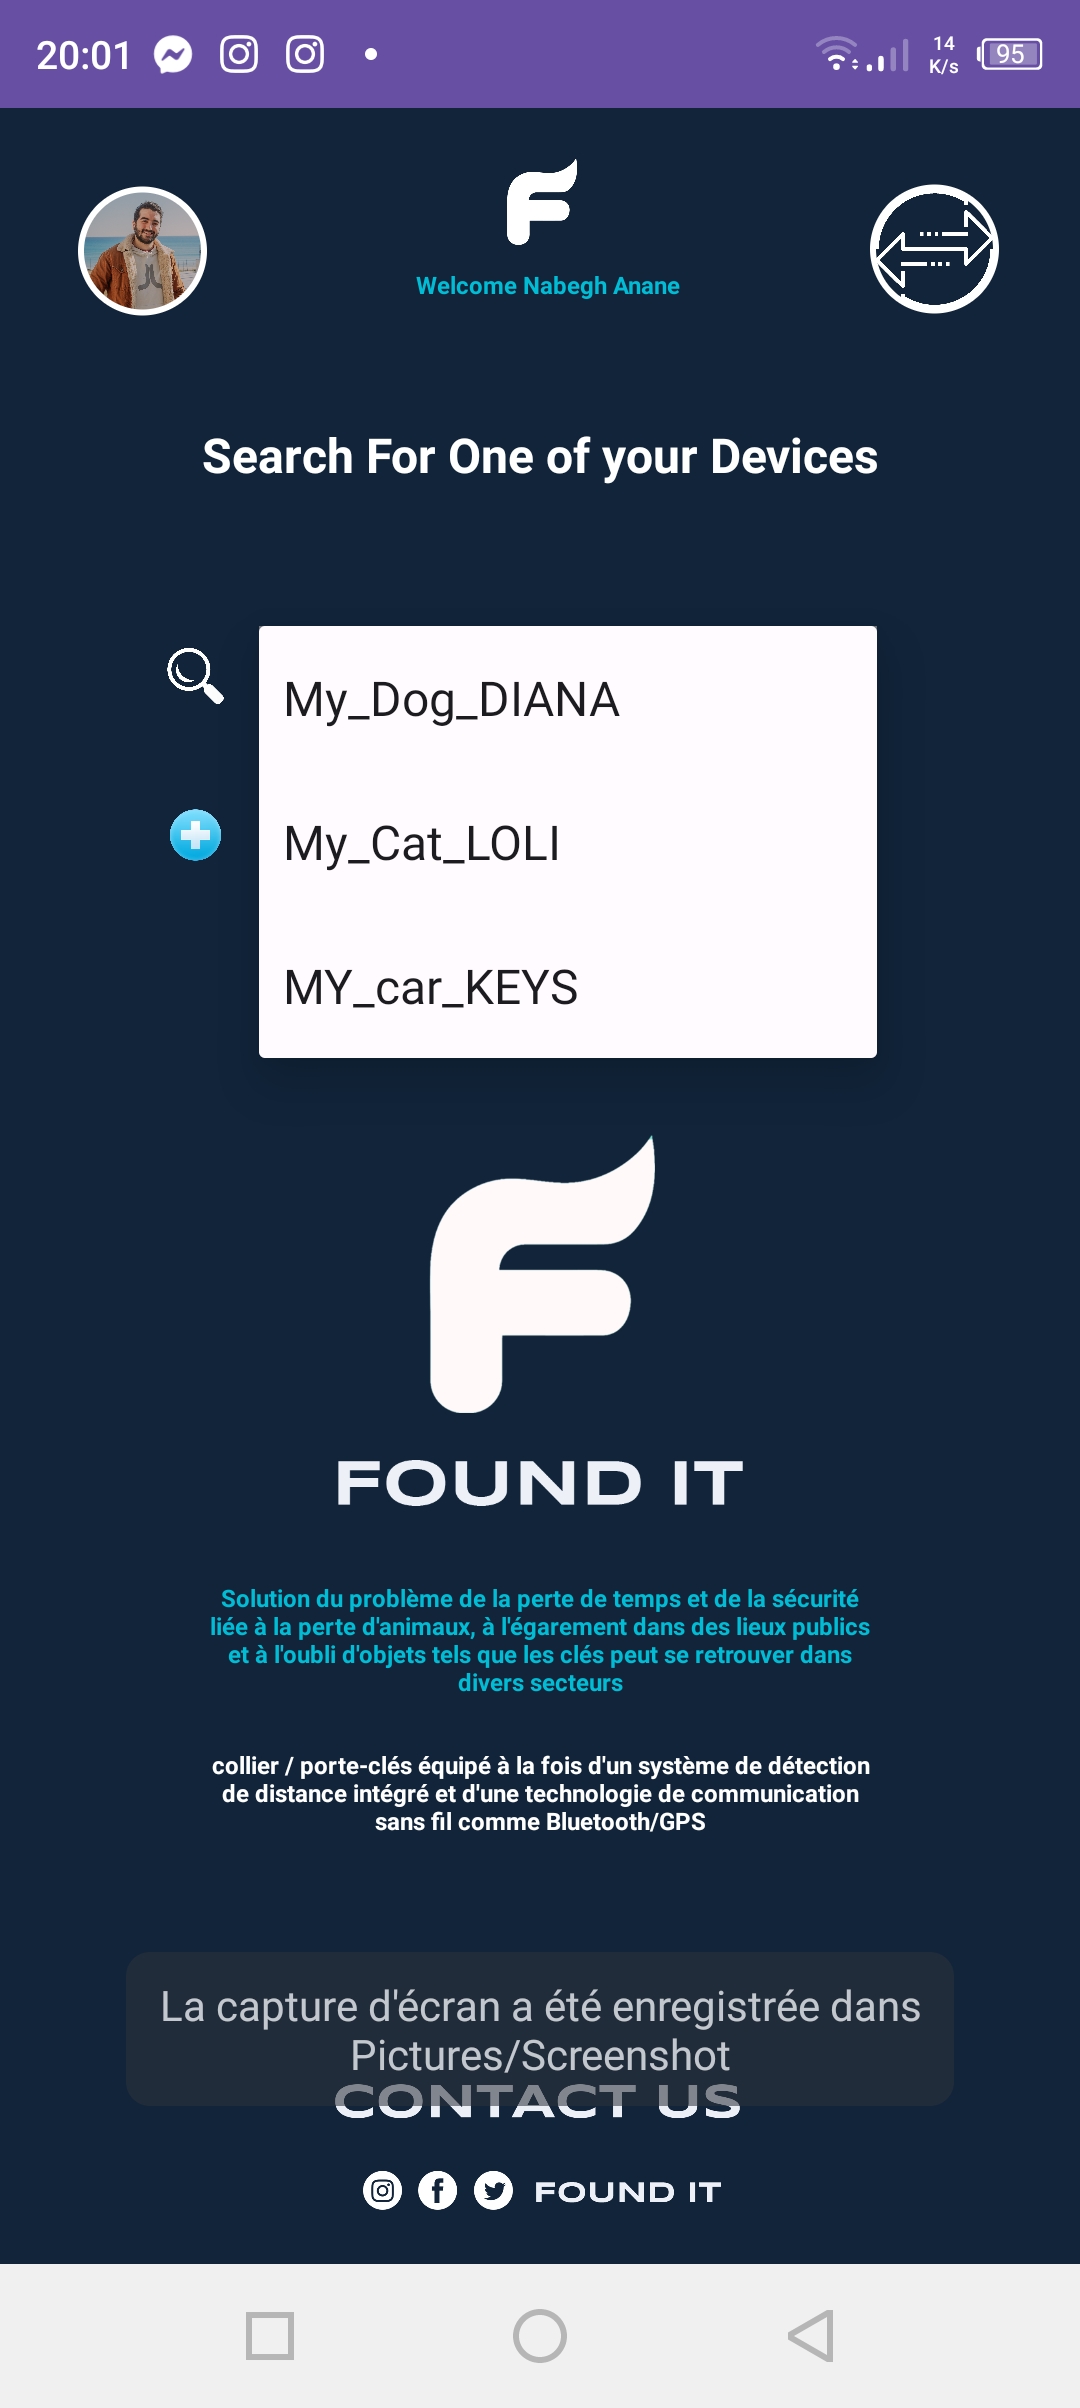 20:01
14
K/s
95
F
Welcome Nabegh Anane
Search For One of your Devices
My_Dog_DIANA
My_Cat_LOLI
MY_car_KEYS
F
FOUND IT
Solution du problème de la perte de temps et de la sécurité
liée à la perte d'animaux, à l'égarement dans des lieux publics
et à l'oubli d'objets tels que les clés peut se retrouver dans
divers secteurs
collier / porte-clés équipé à la fois d'un système de détection
de distance intégré et d'une technologie de communication
sans fil comme Bluetooth/GPS
La capture d'écran a été enregistrée dans
Pictures/Screenshot
CONTACT US
FOUND IT